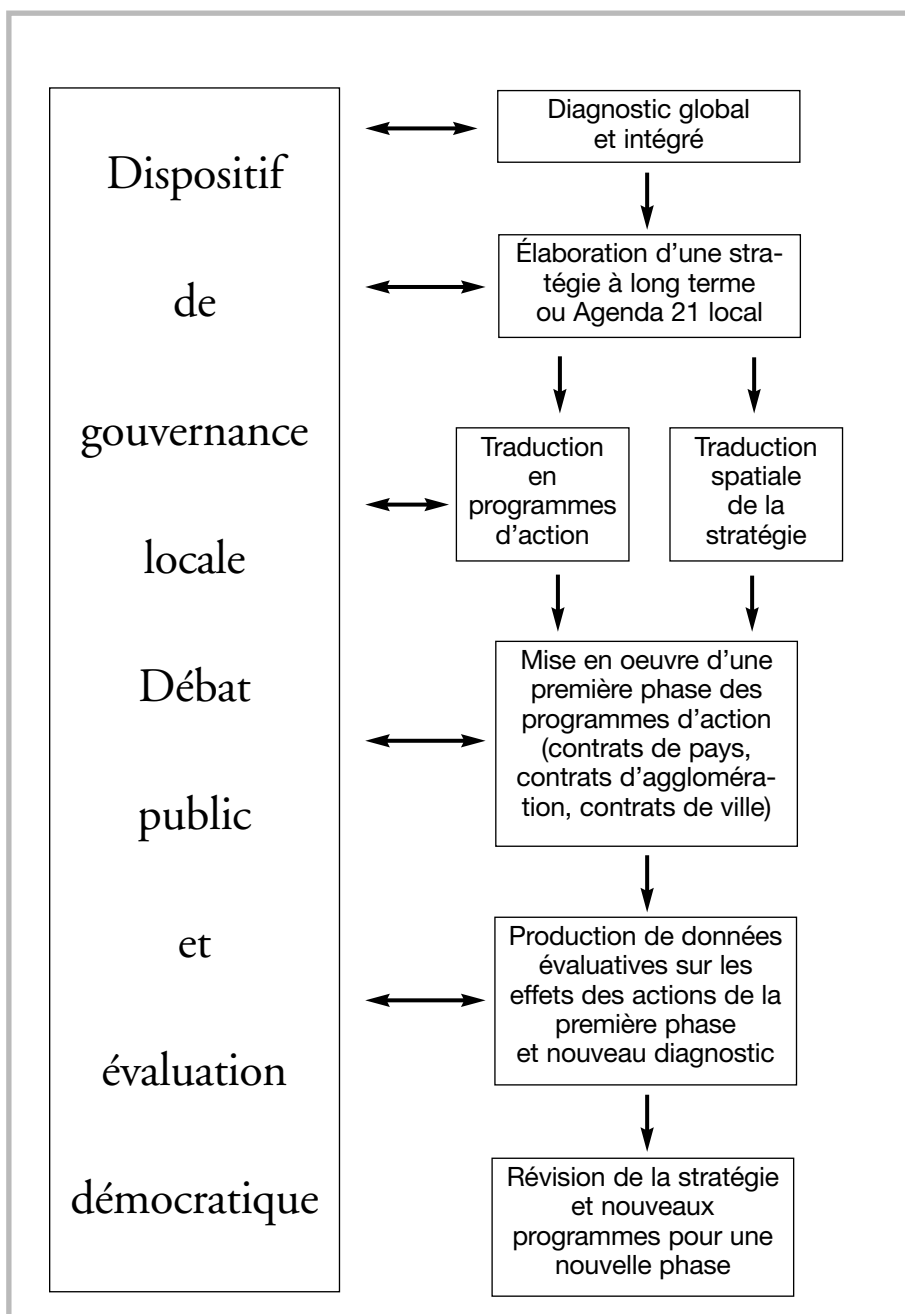 Dispositif
de
gouvernance
locale
Débat
public
et
évaluation
démocratique
Diagnostic global
et intégré
Élaboration d’une stra-
tégie à long terme
ou Agenda 21 local
Traduction
en
programmes
d’action
Traduction
spatiale
de la
stratégie
Mise en oeuvre d’une
première phase des
programmes d’action
(contrats de pays,
contrats d’aggloméra-
tion, contrats de ville)
Production de données
évaluatives sur les
effets des actions de la
première phase
et nouveau diagnostic
Révision de la stratégie
et nouveaux
programmes pour une
nouvelle phase